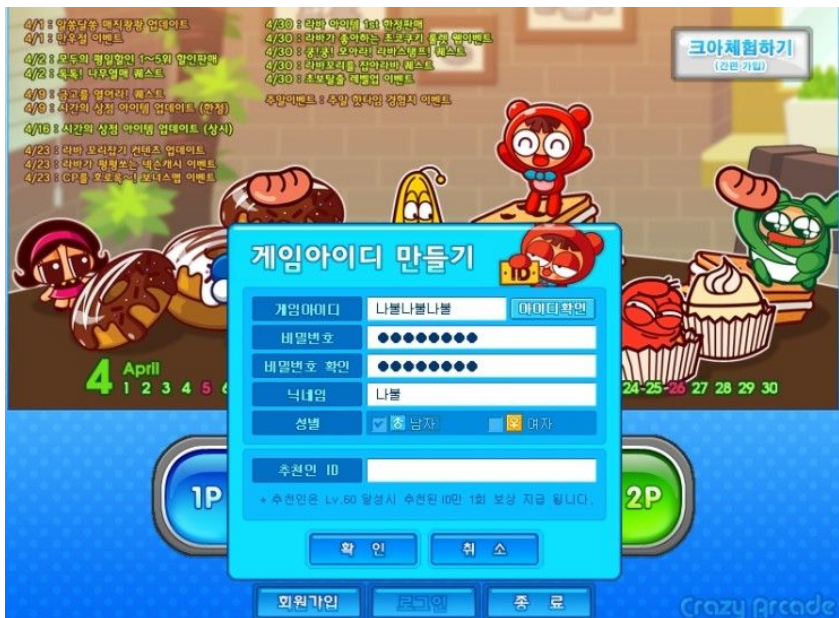 4/1 : 알쏭달쏭 매직팡팡 업데이트
4/1 : 만우절 이벤트
4/2 : 모두의 평일할인 1~5위 할인판매
4/2 : 톡톡! 나무열매 퀘스트
4/9 : 금고를 열어라! 퀘스트
4/9 : 시간의 상점 아이템 업데이트 (한정)
4/16 : 시간의 상점 아이템 업데이트 (상시)
4/23 : 라바 꼬리잡기 컨텐츠 업데이트
4/23 : 라바가 펑펑쏘는 넥슨캐시 이벤트
4/23 : CP를 호로록~! 보너스맵 이벤트
4/30 : 라바 아이템 1st 한정판매
4/30 : 라바가 좋아하는 초코쿠키 룰렛 웹이벤트
4/30 : 쿵!쿵! 모아라! 라바스탬프! 퀘스트
4/30 : 라바꼬리를 잡아라바 퀘스트
4/30 : 초보탈출 레벨업 이벤트
주말이벤트 : 주말 핫타임 경험치 이벤트
크아체험하기
(간편 가입)
게임아이디 만들기
ID
게임아이디 나불나불나불 아이디확인
비밀번호
비밀번호 확인
닉네임 나불
성별 남자 여자
추천인 ID
* 추천인은 Lv.60 달성시 추천된 ID만 1회 보상 지급 됩니다.
확 인 취 소
4 April
1 2 3 4 5 6
24 25 26 27 28 29 30
1P
2P
회원가입 로그인 종 료
Crazy Arcade